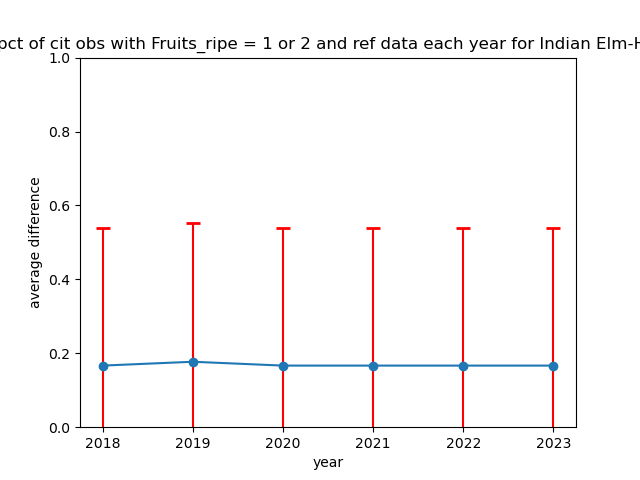 pct of cit obs with Fruits_ripe = 1 or 2 and ref data each year for Indian Elm-H
1.0
0.8
0.6
0.4
0.2
0.0
average difference
2018 2019 2020 2021 2022 2023
year